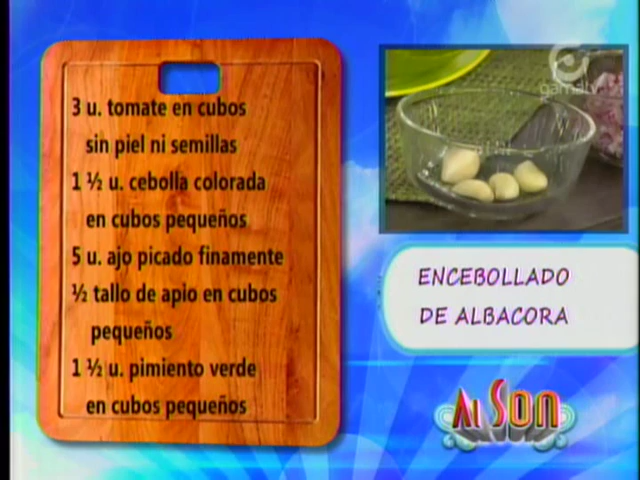 3 u. tomate en cubos
sin piel ni semillas
1 ½ u. cebolla colorada
en cubos pequeños
5 u. ajo picado finamente
½ tallo de apio en cubos
pequeños
1 ½ u. pimiento verde
en cubos pequeños
gamatv
ENCEBOLLADO
DE ALBACORA
Al Son